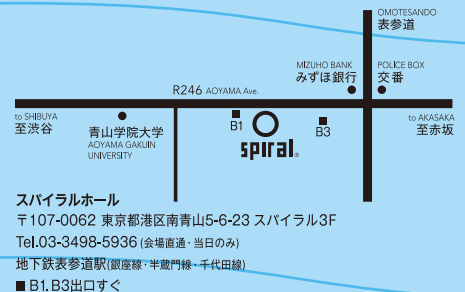 OMOTESANDO
表参道
MIZUHO BANK
みずほ銀行
POLICE BOX
交番
R246 AOYAMA Ave.
to SHIBUYA
至渋谷
青山学院大学
AOYAMA GAKUIN
UNIVERSITY
B1
spiral®
B3
to AKASAKA
至赤坂
スパイラルホール
〒107-0062 東京都港区南青山5-6-23 スパイラル3F
Tel.03-3498-5936 (会場直通・当日のみ)
地下鉄表参道駅(銀座線・半蔵門線・千代田線)
■ B1、B3出口すぐ